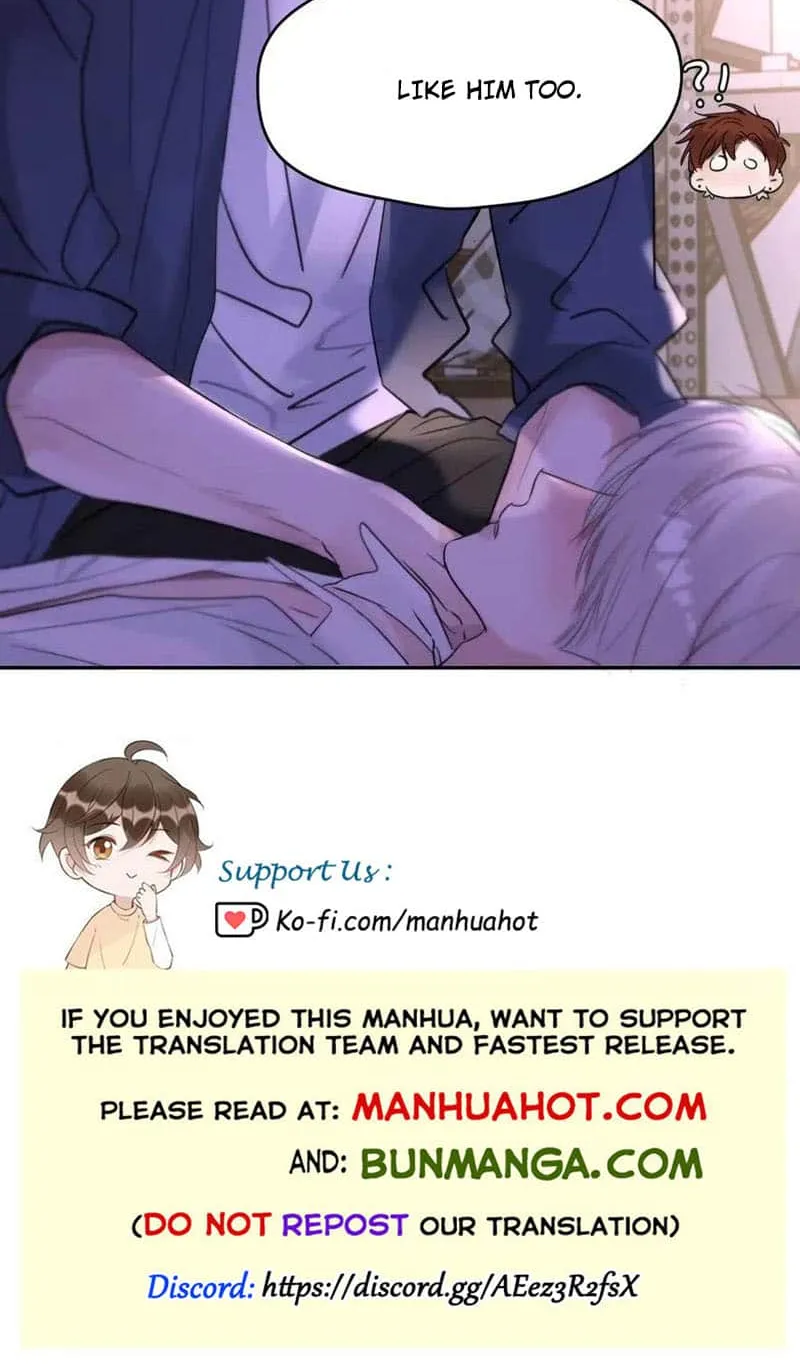 LIKE HIM TOO.
?!
Support Us :
Ko-fi.com/manhuahot
IF YOU ENJOYED THIS MANHUA, WANT TO SUPPORT
THE TRANSLATION TEAM AND FASTEST RELEASE.
PLEASE READ AT: MANHUAHOT.COM
AND: BUNMANGA.COM
(DO NOT REPOST OUR TRANSLATION)
Discord: https://discord.gg/AEez3R2fsX